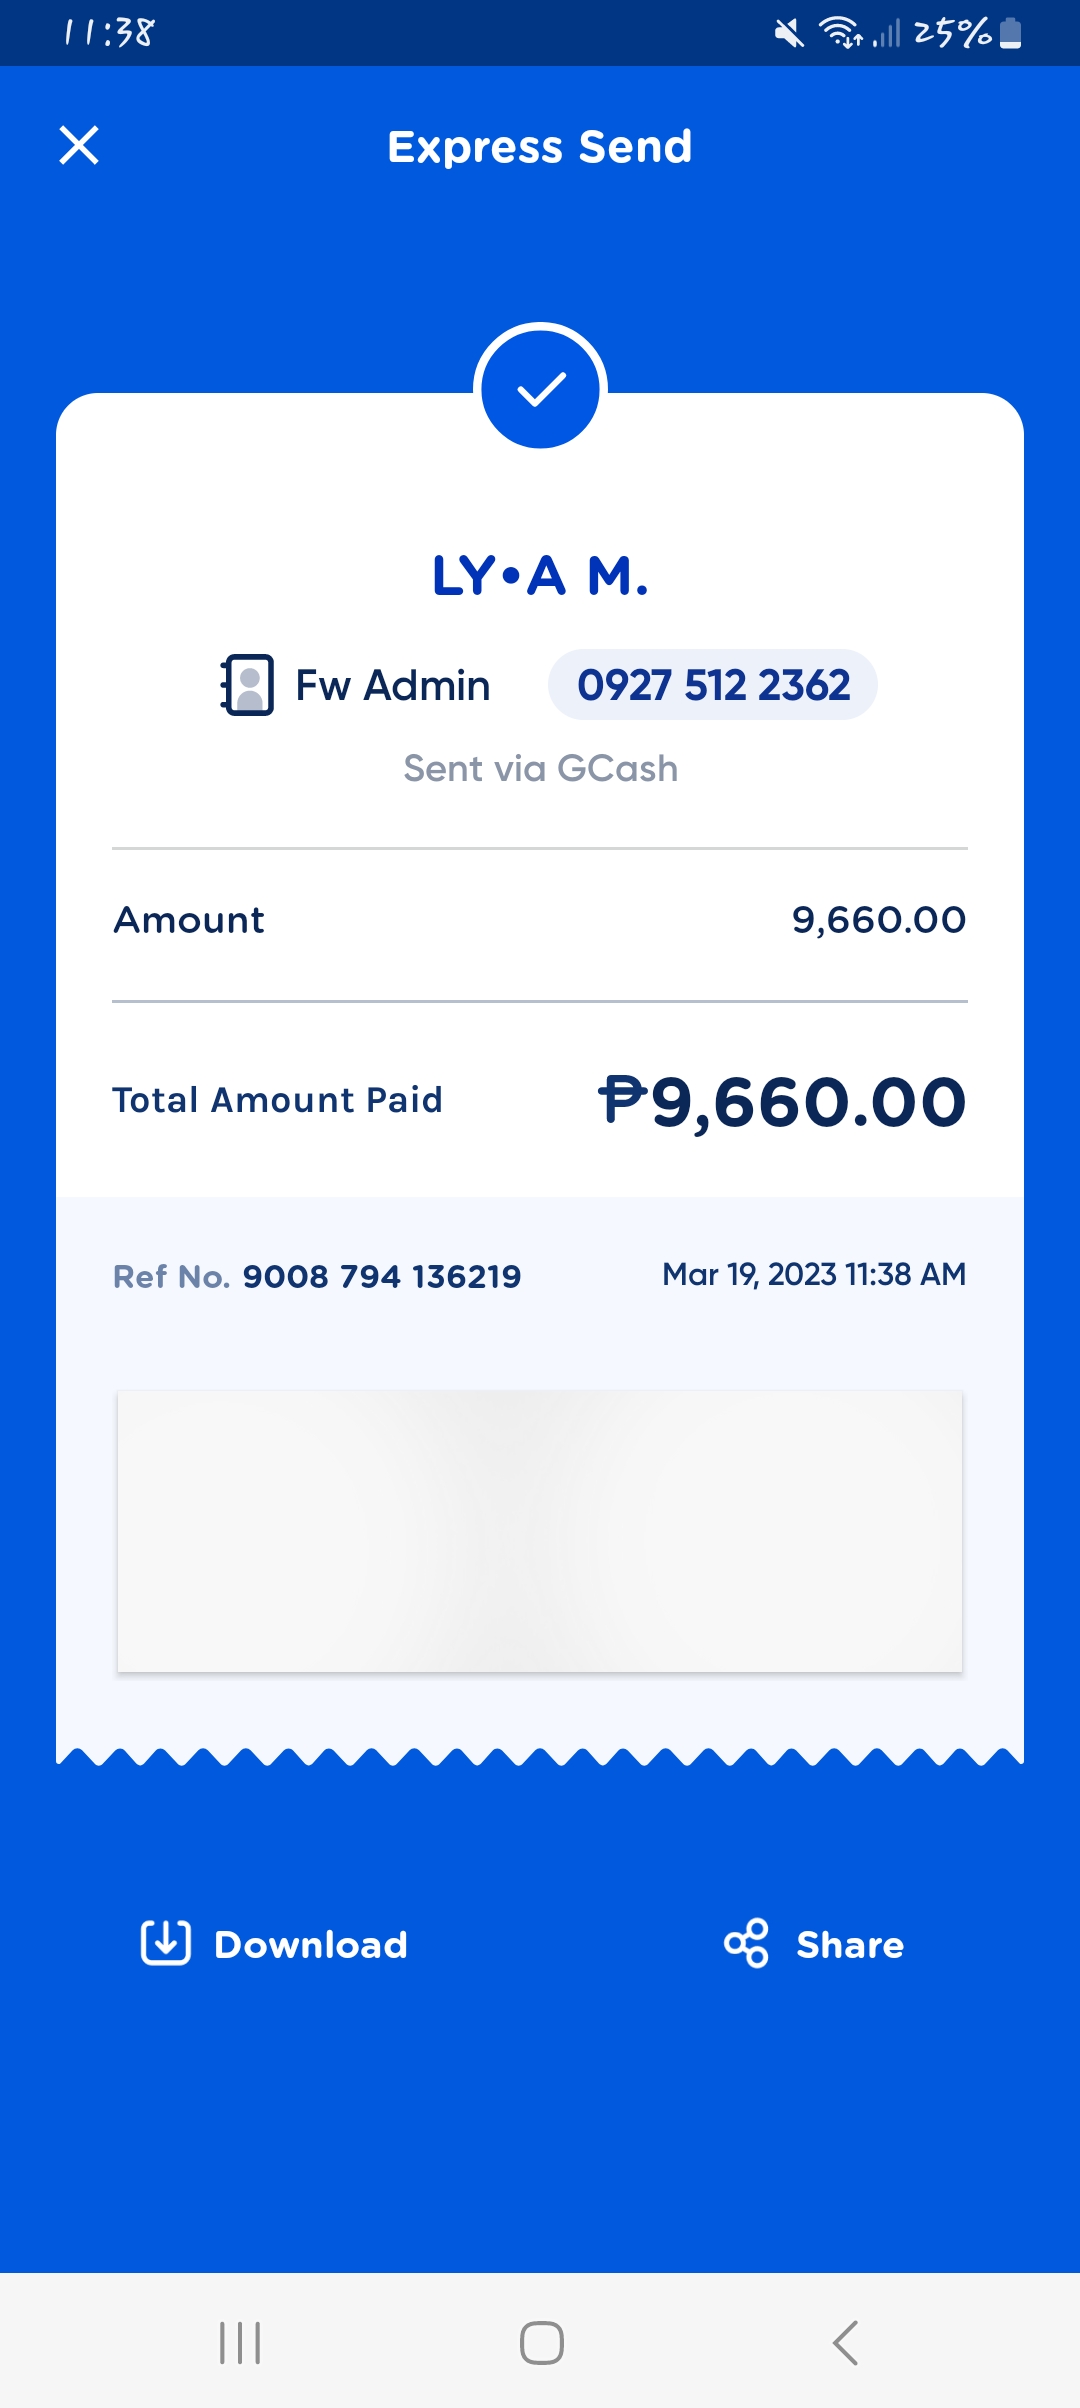 11:38 25%
Express Send
LY•A M.
Fw Admin 0927 512 2362
Sent via GCash
Amount 9,660.00
Total Amount Paid ₱9,660.00
Ref No. 9008 794 136219 Mar 19, 2023 11:38 AM
Download Share